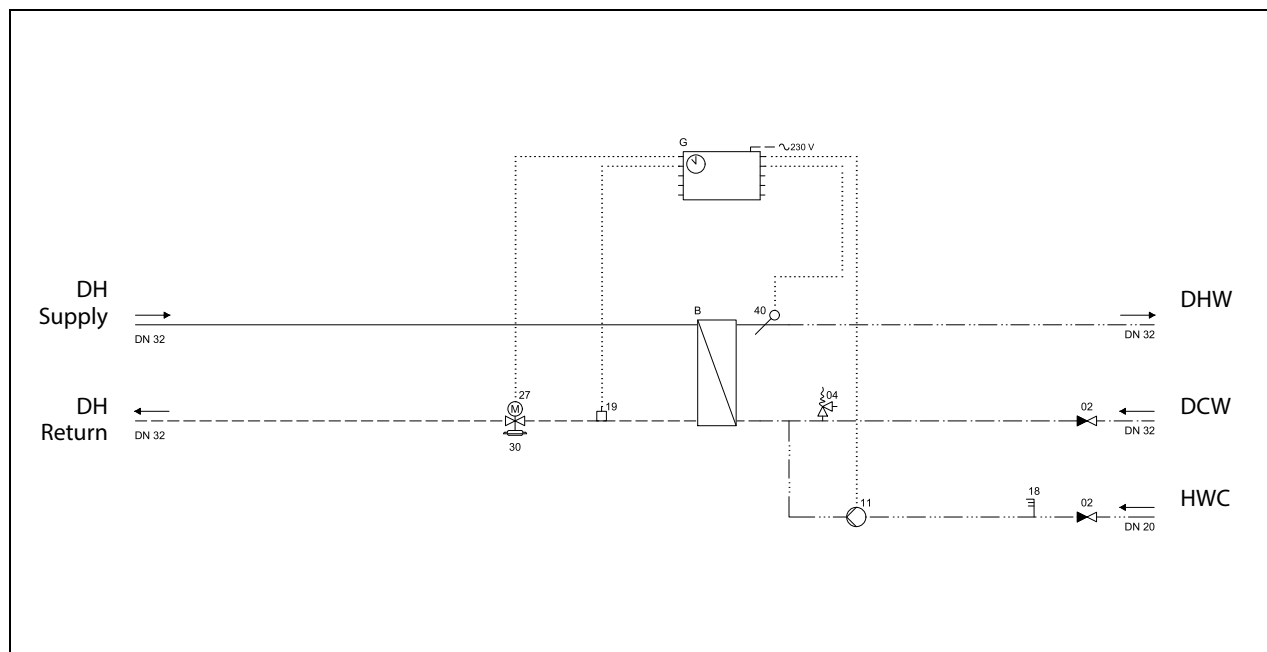 G
230 V
DH
Supply
DN 32
B
40
DHW
DN 32
DH
Return
DN 32
M
27
30
19
04
02
DCW
DN 32
11
18
02
HWC
DN 20